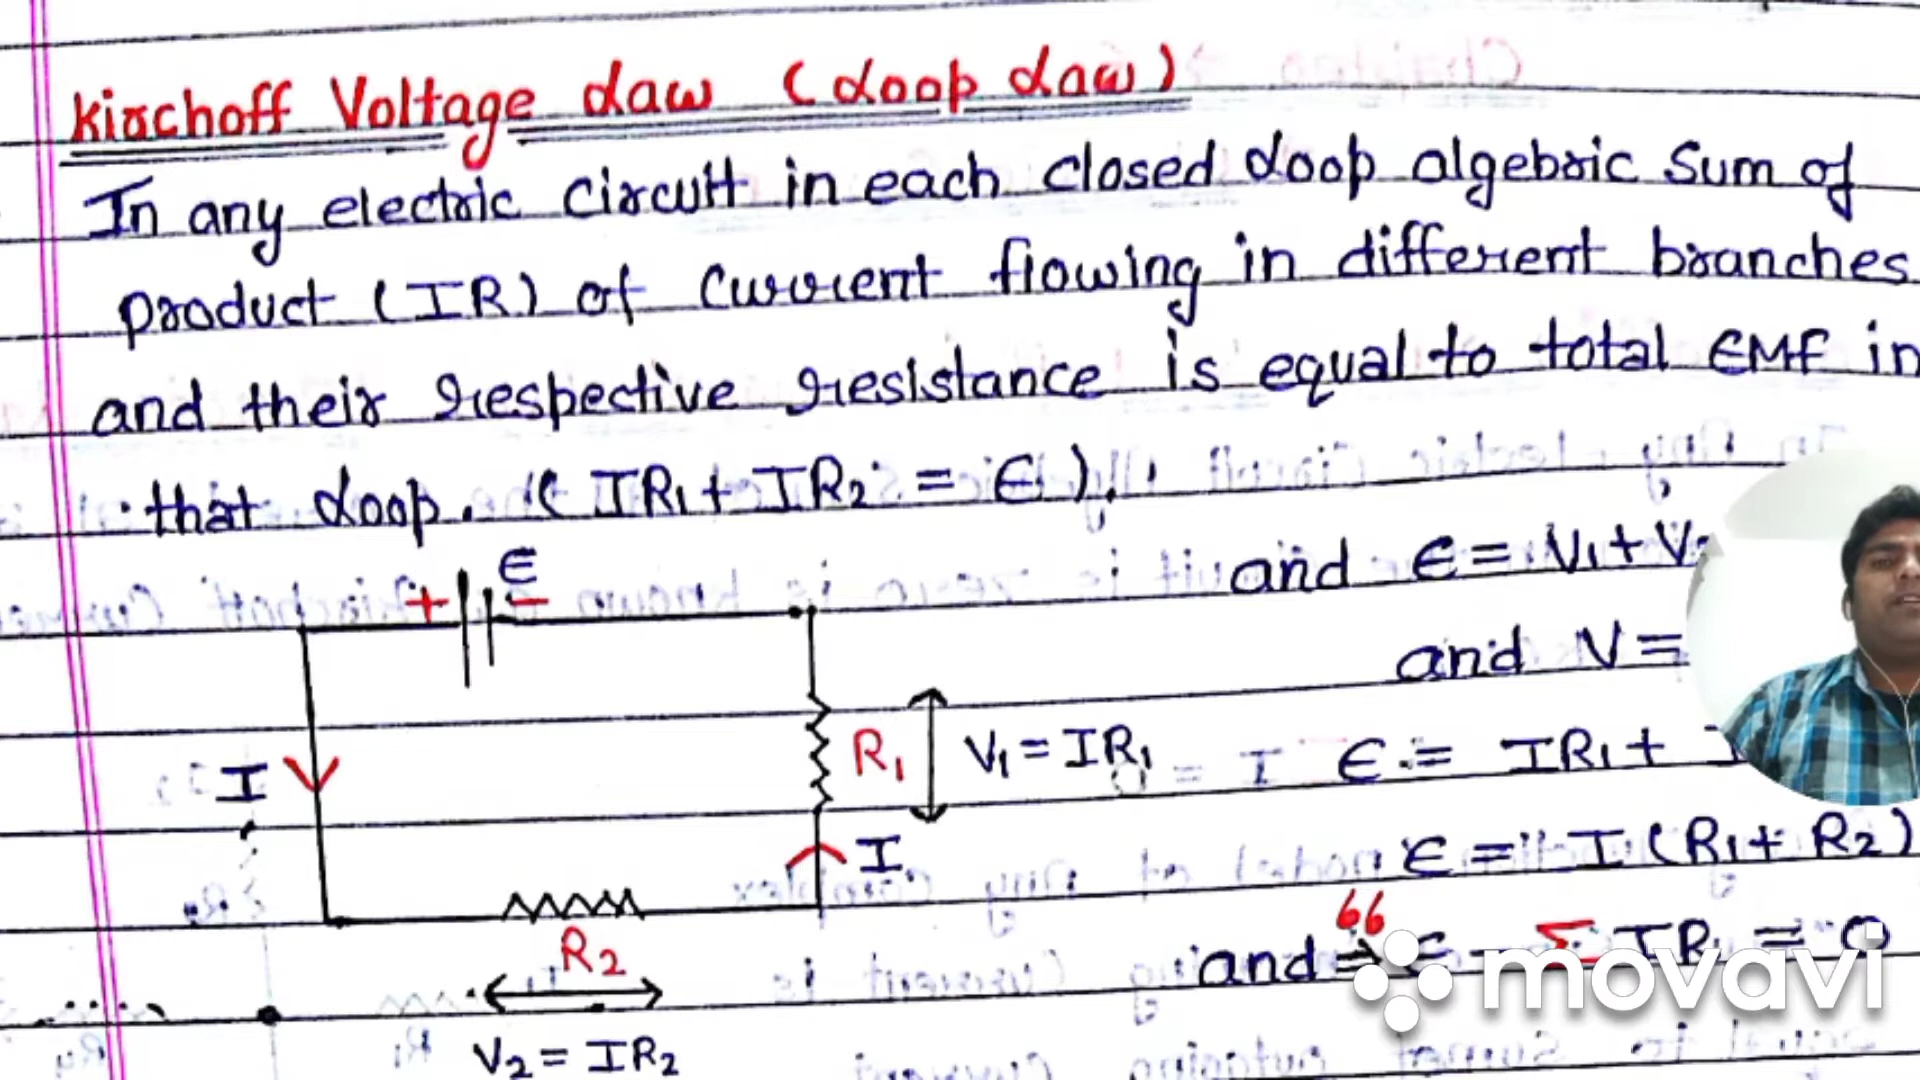 Kirchoff Voltage Law (Loop Law)
In any electric circuit in each closed loop algebric sum of
product (IR) of current flowing in different branches
and their respective resistance is equal to total EMF in
that loop. (IR₁ + IR₂ = ϵ).
and ϵ = V₁ + V
ϵ
+ −
and V =
I
R₁
V₁ = IR₁
ϵ = IR₁ +
I
ϵ = I (R₁ + R₂)
R₂
and ⇒ ϵ - Σ IR = 0
movavi
V₂ = IR₂